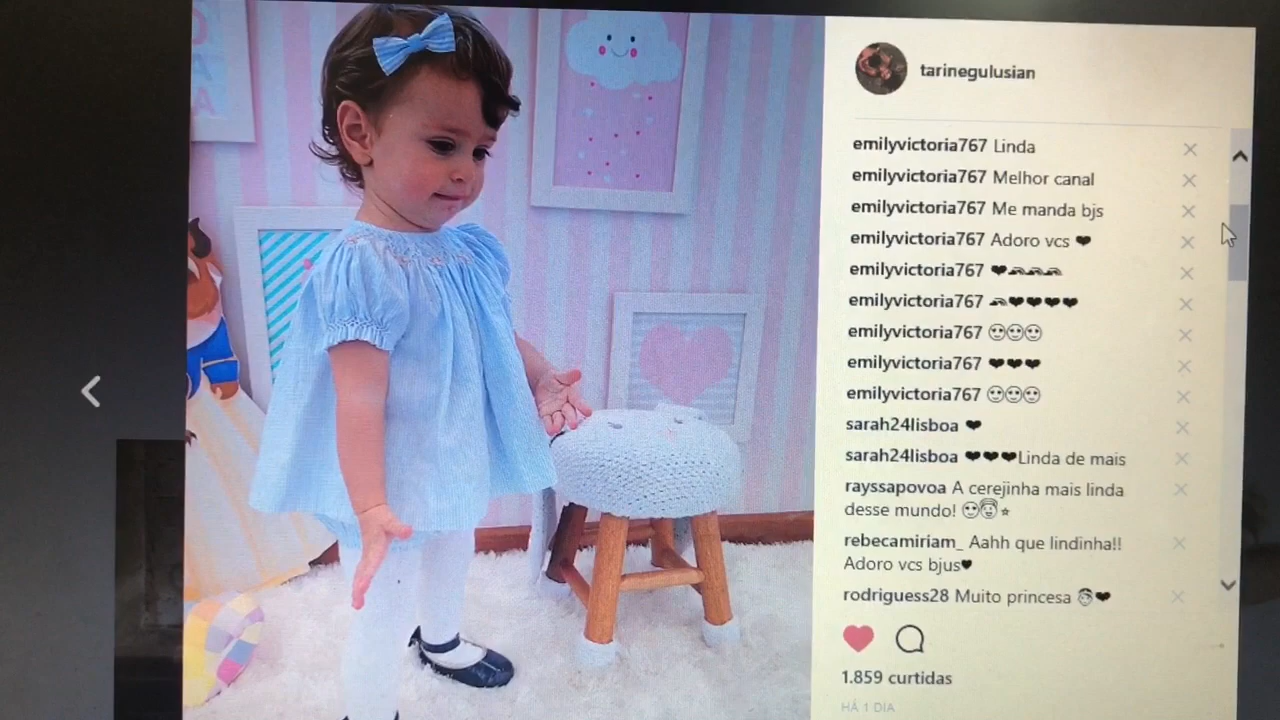 tarinegulusian
emilyvictoria767 Linda
emilyvictoria767 Melhor canal
emilyvictoria767 Me manda bjs
emilyvictoria767 Adoro vcs ❤
emilyvictoria767
emilyvictoria767
emilyvictoria767
emilyvictoria767 ❤❤❤
emilyvictoria767
sarah24lisboa ❤
sarah24lisboa ❤❤❤Linda de mais
rayssapovoa A cerejinha mais linda
desse mundo!
rebecamiriam_ Aahh que lindinha!!
Adoro vcs bjus❤
rodriguess28 Muito princesa
1.859 curtidas
HÁ 1 DIA